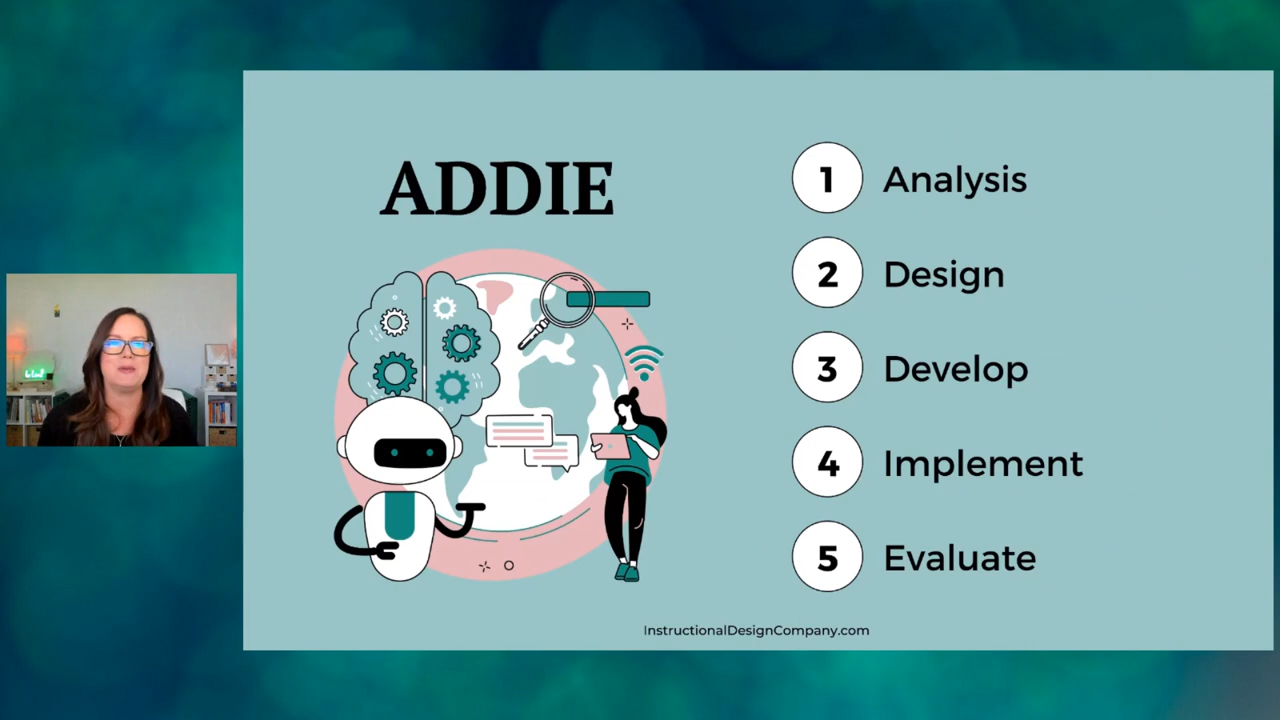 ADDIE
1 Analysis
2 Design
3 Develop
4 Implement
5 Evaluate
InstructionalDesignCompany.com